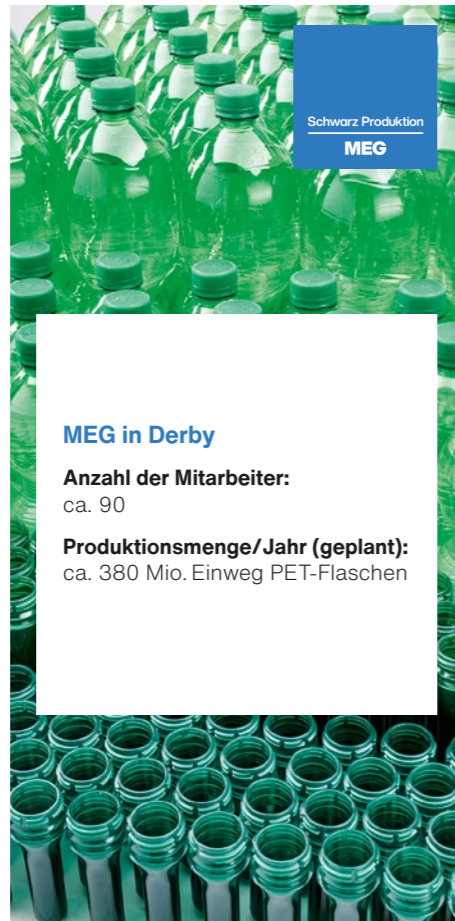 Schwarz Produktion
MEG
MEG in Derby
Anzahl der Mitarbeiter:
ca. 90
Produktionsmenge/Jahr (geplant):
ca. 380 Mio. Einweg PET-Flaschen